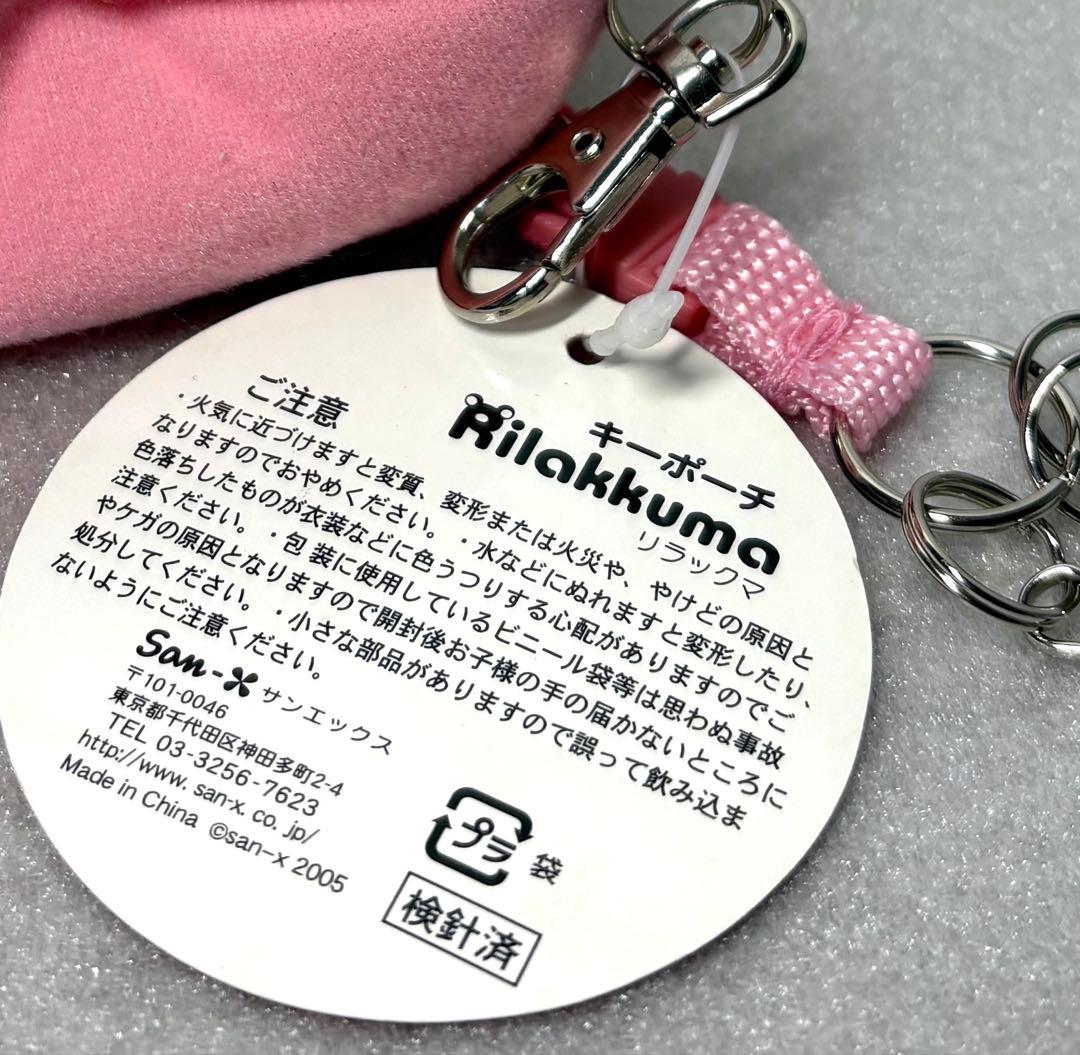 キーポーチ
Rilakkuma
リラックマ
ご注意
・火気に近づけますと変質、変形または火災や、やけどの原因と
なりますのでおやめください。・水などにぬれますと変形したり、
色落ちしたものが衣装などに色うつりする心配がありますのでご
注意ください。・包 装に使用しているビニール袋等は思わぬ事故
やケガの原因となりますので開封後お子様の手の届かないところに
処分してください。・小さな部品がありますので誤って飲み込ま
ないようにご注意ください。
San-x サンエックス
〒101-0046
東京都千代田区神田多町2-4
TEL 03-3256-7623
http://www. san-x. co. jp/
Made in China ©san-x 2005
プラ 袋
検針済